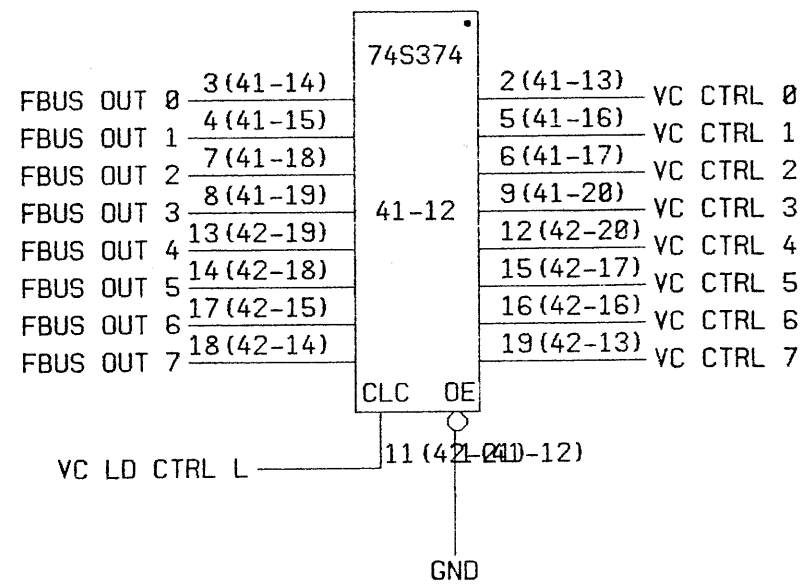 74S374
3(41-14) 2(41-13)
FBUS OUT 0 VC CTRL 0
4(41-15) 5(41-16)
FBUS OUT 1 VC CTRL 1
7(41-18) 6(41-17)
FBUS OUT 2 VC CTRL 2
8(41-19) 9(41-20)
FBUS OUT 3 41-12 VC CTRL 3
13(42-19) 12(42-20)
FBUS OUT 4 VC CTRL 4
14(42-18) 15(42-17)
FBUS OUT 5 VC CTRL 5
17(42-15) 16(42-16)
FBUS OUT 6 VC CTRL 6
18(42-14) 19(42-13)
FBUS OUT 7 VC CTRL 7
CLC OE
VC LD CTRL L 11(42- -12)
GND